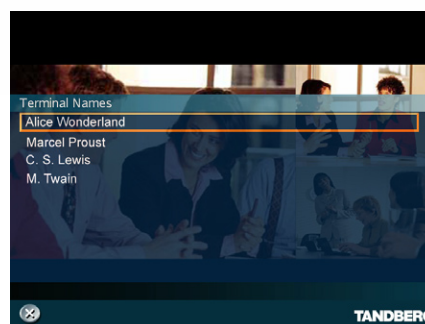 Terminal Names
Alice Wonderland
Marcel Proust
C. S. Lewis
M. Twain
TANDBERG